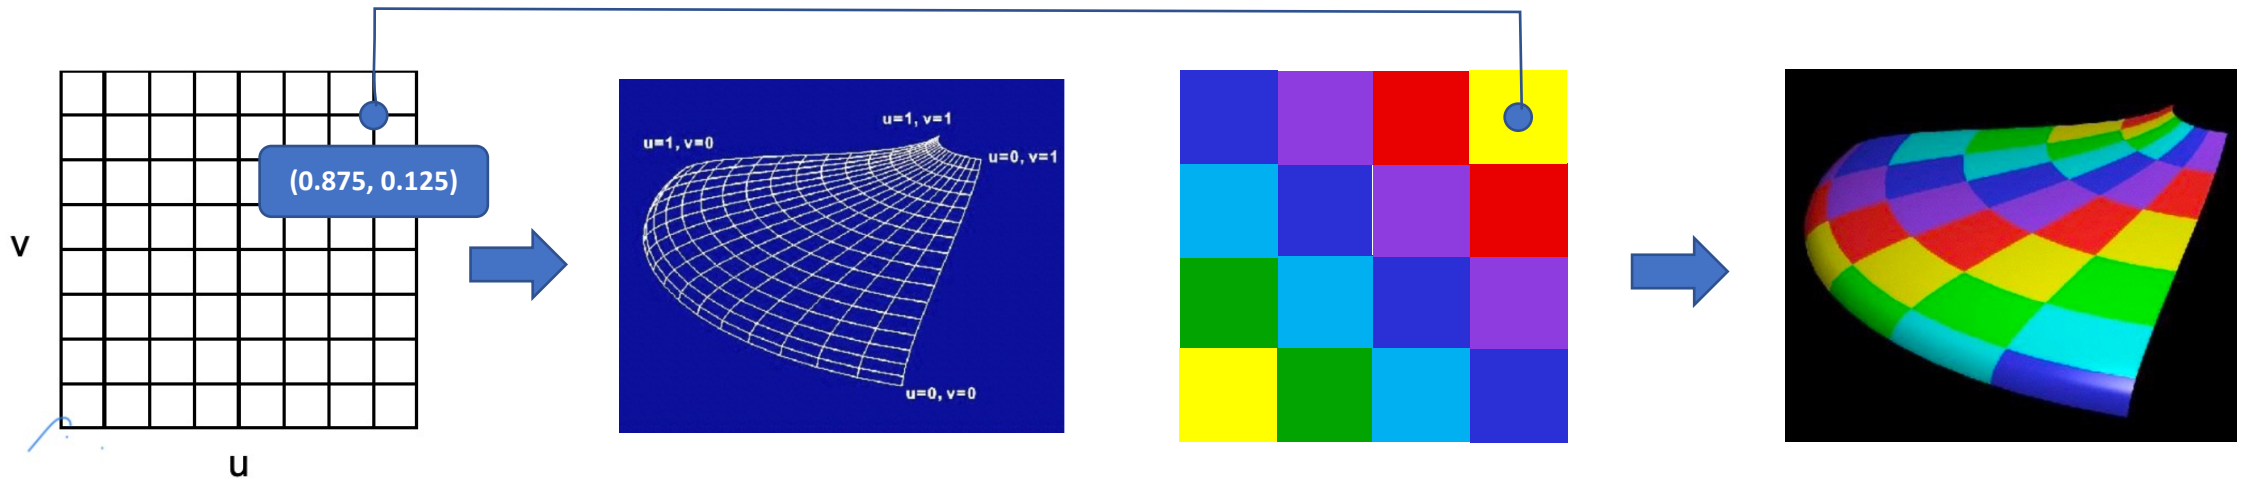 (0.875, 0.125)
v
u
u=1, v=1
u=1, v=0
u=0, v=1
u=0, v=0